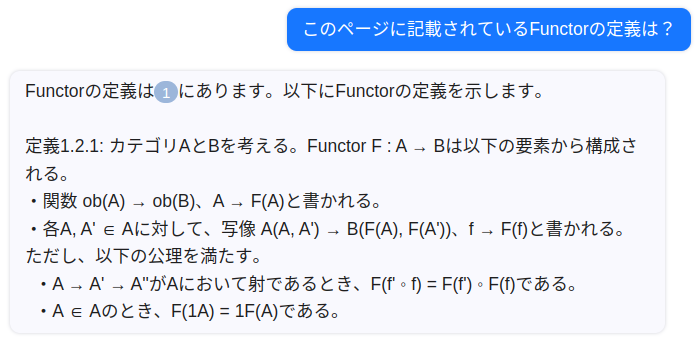 このページに記載されているFunctorの定義は？
Functorの定義は1にあります。以下にFunctorの定義を示します。
定義1.2.1: カテゴリAとBを考える。Functor F : A → Bは以下の要素から構成さ
れる。
・関数 ob(A) → ob(B)、A → F(A)と書かれる。
・各A, A' ∈ Aに対して、写像 A(A, A') → B(F(A), F(A'))、f → F(f)と書かれる。
ただし、以下の公理を満たす。
・A → A' → A"がAにおいて射であるとき、F(f'◦f) = F(f')◦F(f)である。
・A ∈ Aのとき、F(1A) = 1F(A)である。